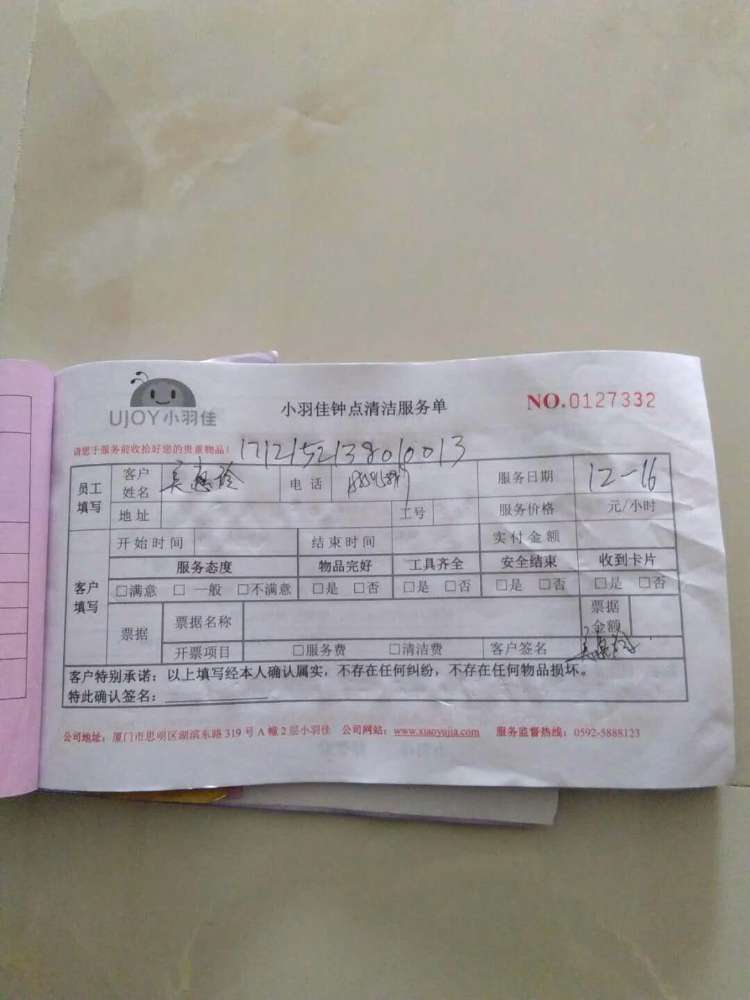 UJOY小羽佳
小羽佳钟点清洁服务单
NO.0127332
请您于服务前收拾好您的贵重物品！
员工填写 客户姓名 电话 服务日期 12-16
地址 工号 服务价格 元/小时
客户填写 开始时间 结束时间 实付金额
服务态度 物品完好 工具齐全 安全结束 收到卡片
□满意 □一般 □不满意 □是 □否 □是 □否 □是 □否 □是 □否
票据 票据名称 票据金额
开票项目 □服务费 □清洁费 客户签名
客户特别承诺：以上填写经本人确认属实，不存在任何纠纷，不存在任何物品损坏。
特此确认签名：
公司地址：厦门市思明区湖滨东路319号A幢2层小羽佳 公司网站：www.xiaoyujia.com 服务监督热线：0592-5888123